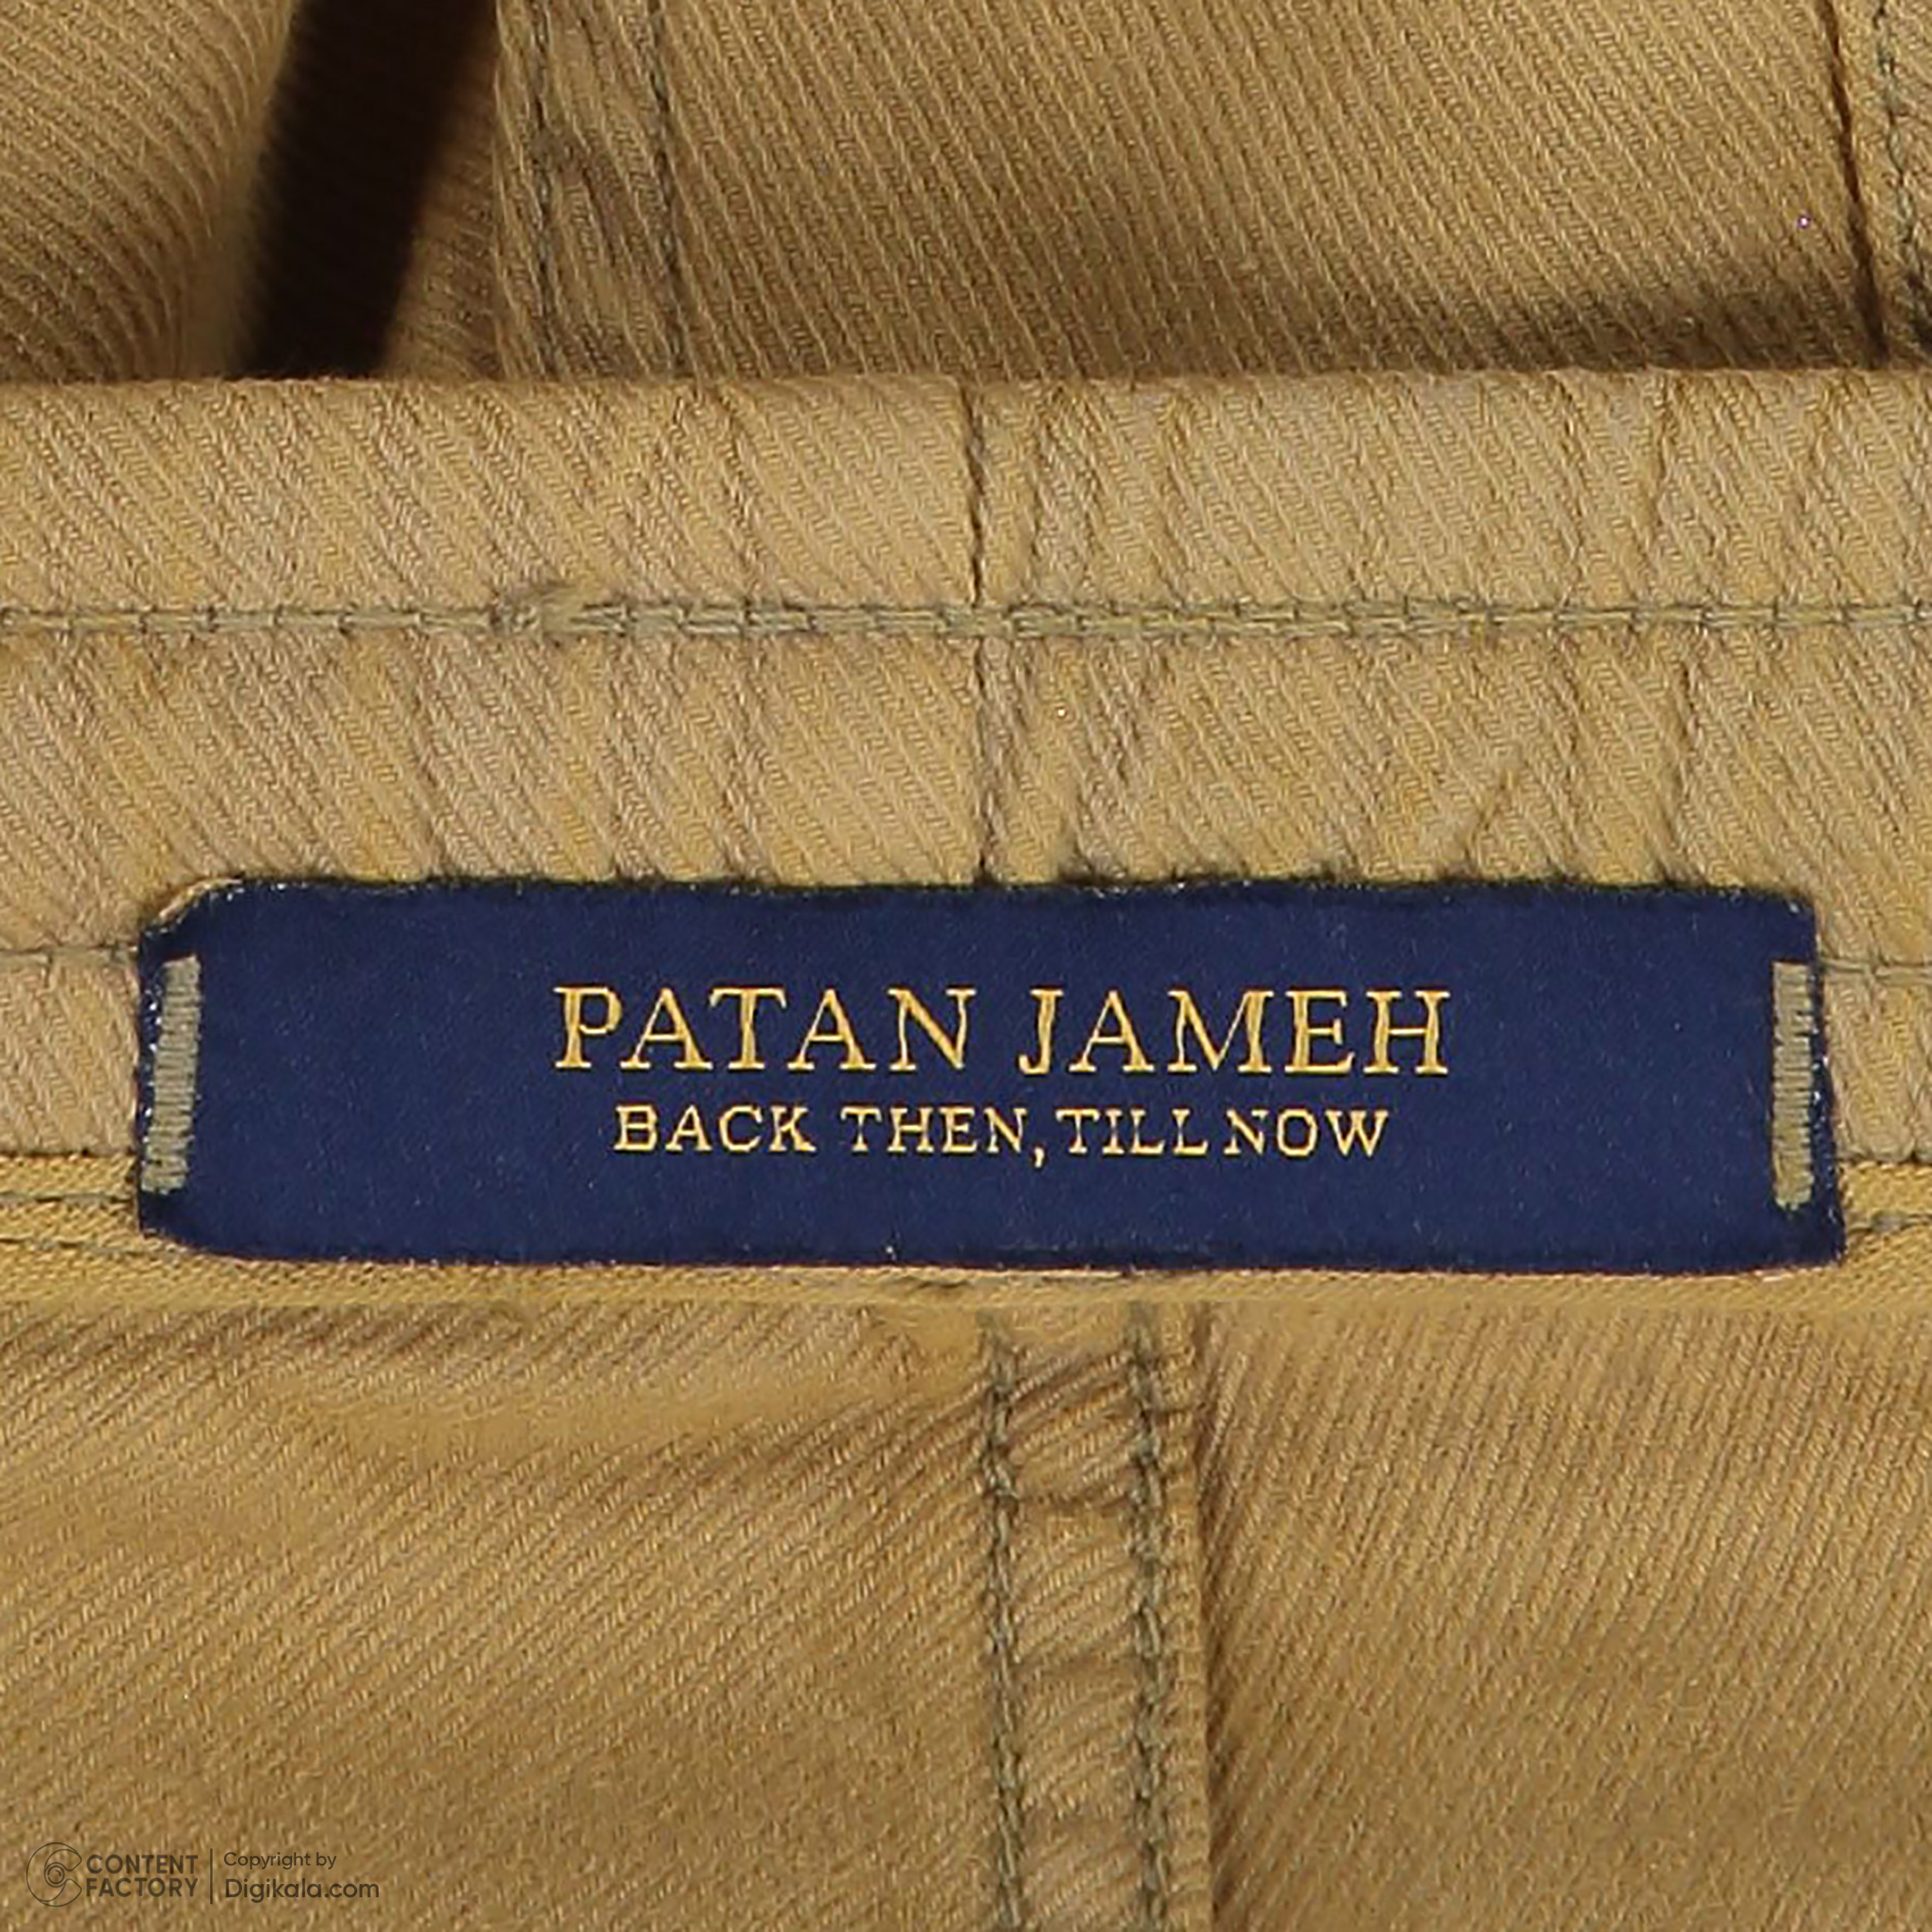 PATAN JAMEH
BACK THEN, TILL NOW
CONTENT
FACTORY
Copyright by
Digikala.com